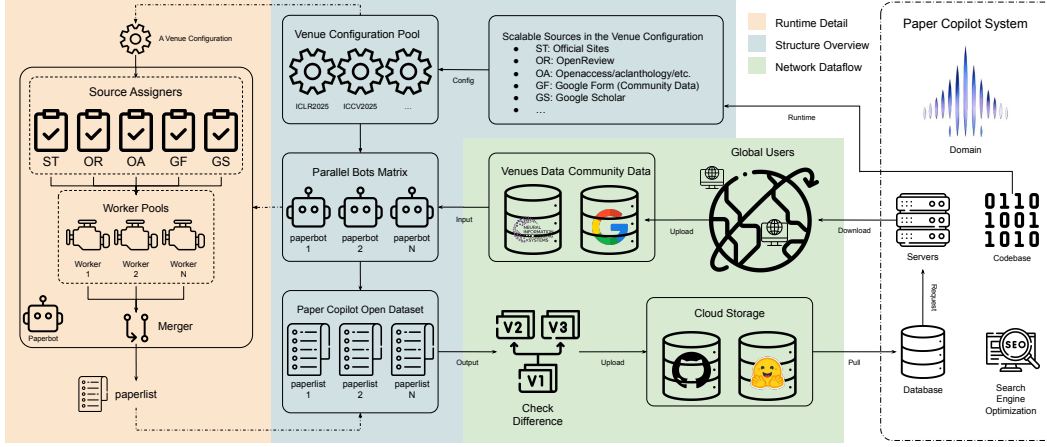 A Venue Configuration
Source Assigners
ST
OR
OA
GF
GS
Worker Pools
Worker
1
Worker
2
Worker
N
Merger
Paperbot
paperlist
Venue Configuration Pool
ICLR2025
ICCV2025
...
Config
Scalable Sources in the Venue Configuration
● ST: Official Sites
● OR: OpenReview
● OA: Openaccess/aclanthology/etc.
● GF: Google Form (Community Data)
● GS: Google Scholar
● ...
Parallel Bots Matrix
paperbot
1
paperbot
2
paperbot
N
Input
Venues Data
Community Data
NEURAL INFORMATION
Upload
Global Users
Download
Paper Copilot Open Dataset
paperlist
1
paperlist
2
paperlist
N
Output
V2
V3
V1
Check
Difference
Upload
Cloud Storage
Pull
Runtime Detail
Structure Overview
Network Dataflow
Runtime
Paper Copilot System
Domain
Servers
0110
1001
1010
Codebase
Request
Database
SEO
Search
Engine
Optimization